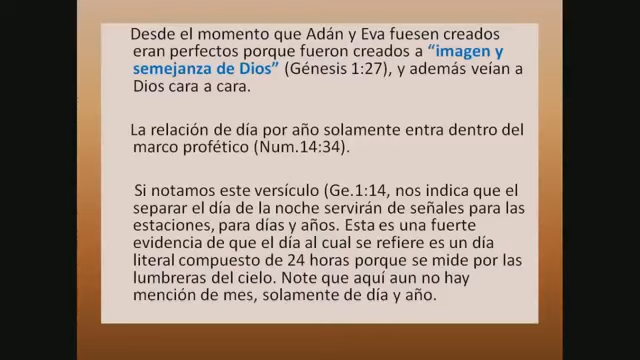 Desde el momento que Adán y Eva fuesen creados
eran perfectos porque fueron creados a “imagen y
semejanza de Dios” (Génesis 1:27), y además veían a
Dios cara a cara.
La relación de día por año solamente entra dentro del
marco profético (Num.14:34).
Si notamos este versículo (Ge.1:14, nos indica que el
separar el día de la noche servirán de señales para las
estaciones, para días y años. Esta es una fuerte
evidencia de que el día al cual se refiere es un día
literal compuesto de 24 horas porque se mide por las
lumbreras del cielo. Note que aquí aun no hay
mención de mes, solamente de día y año.